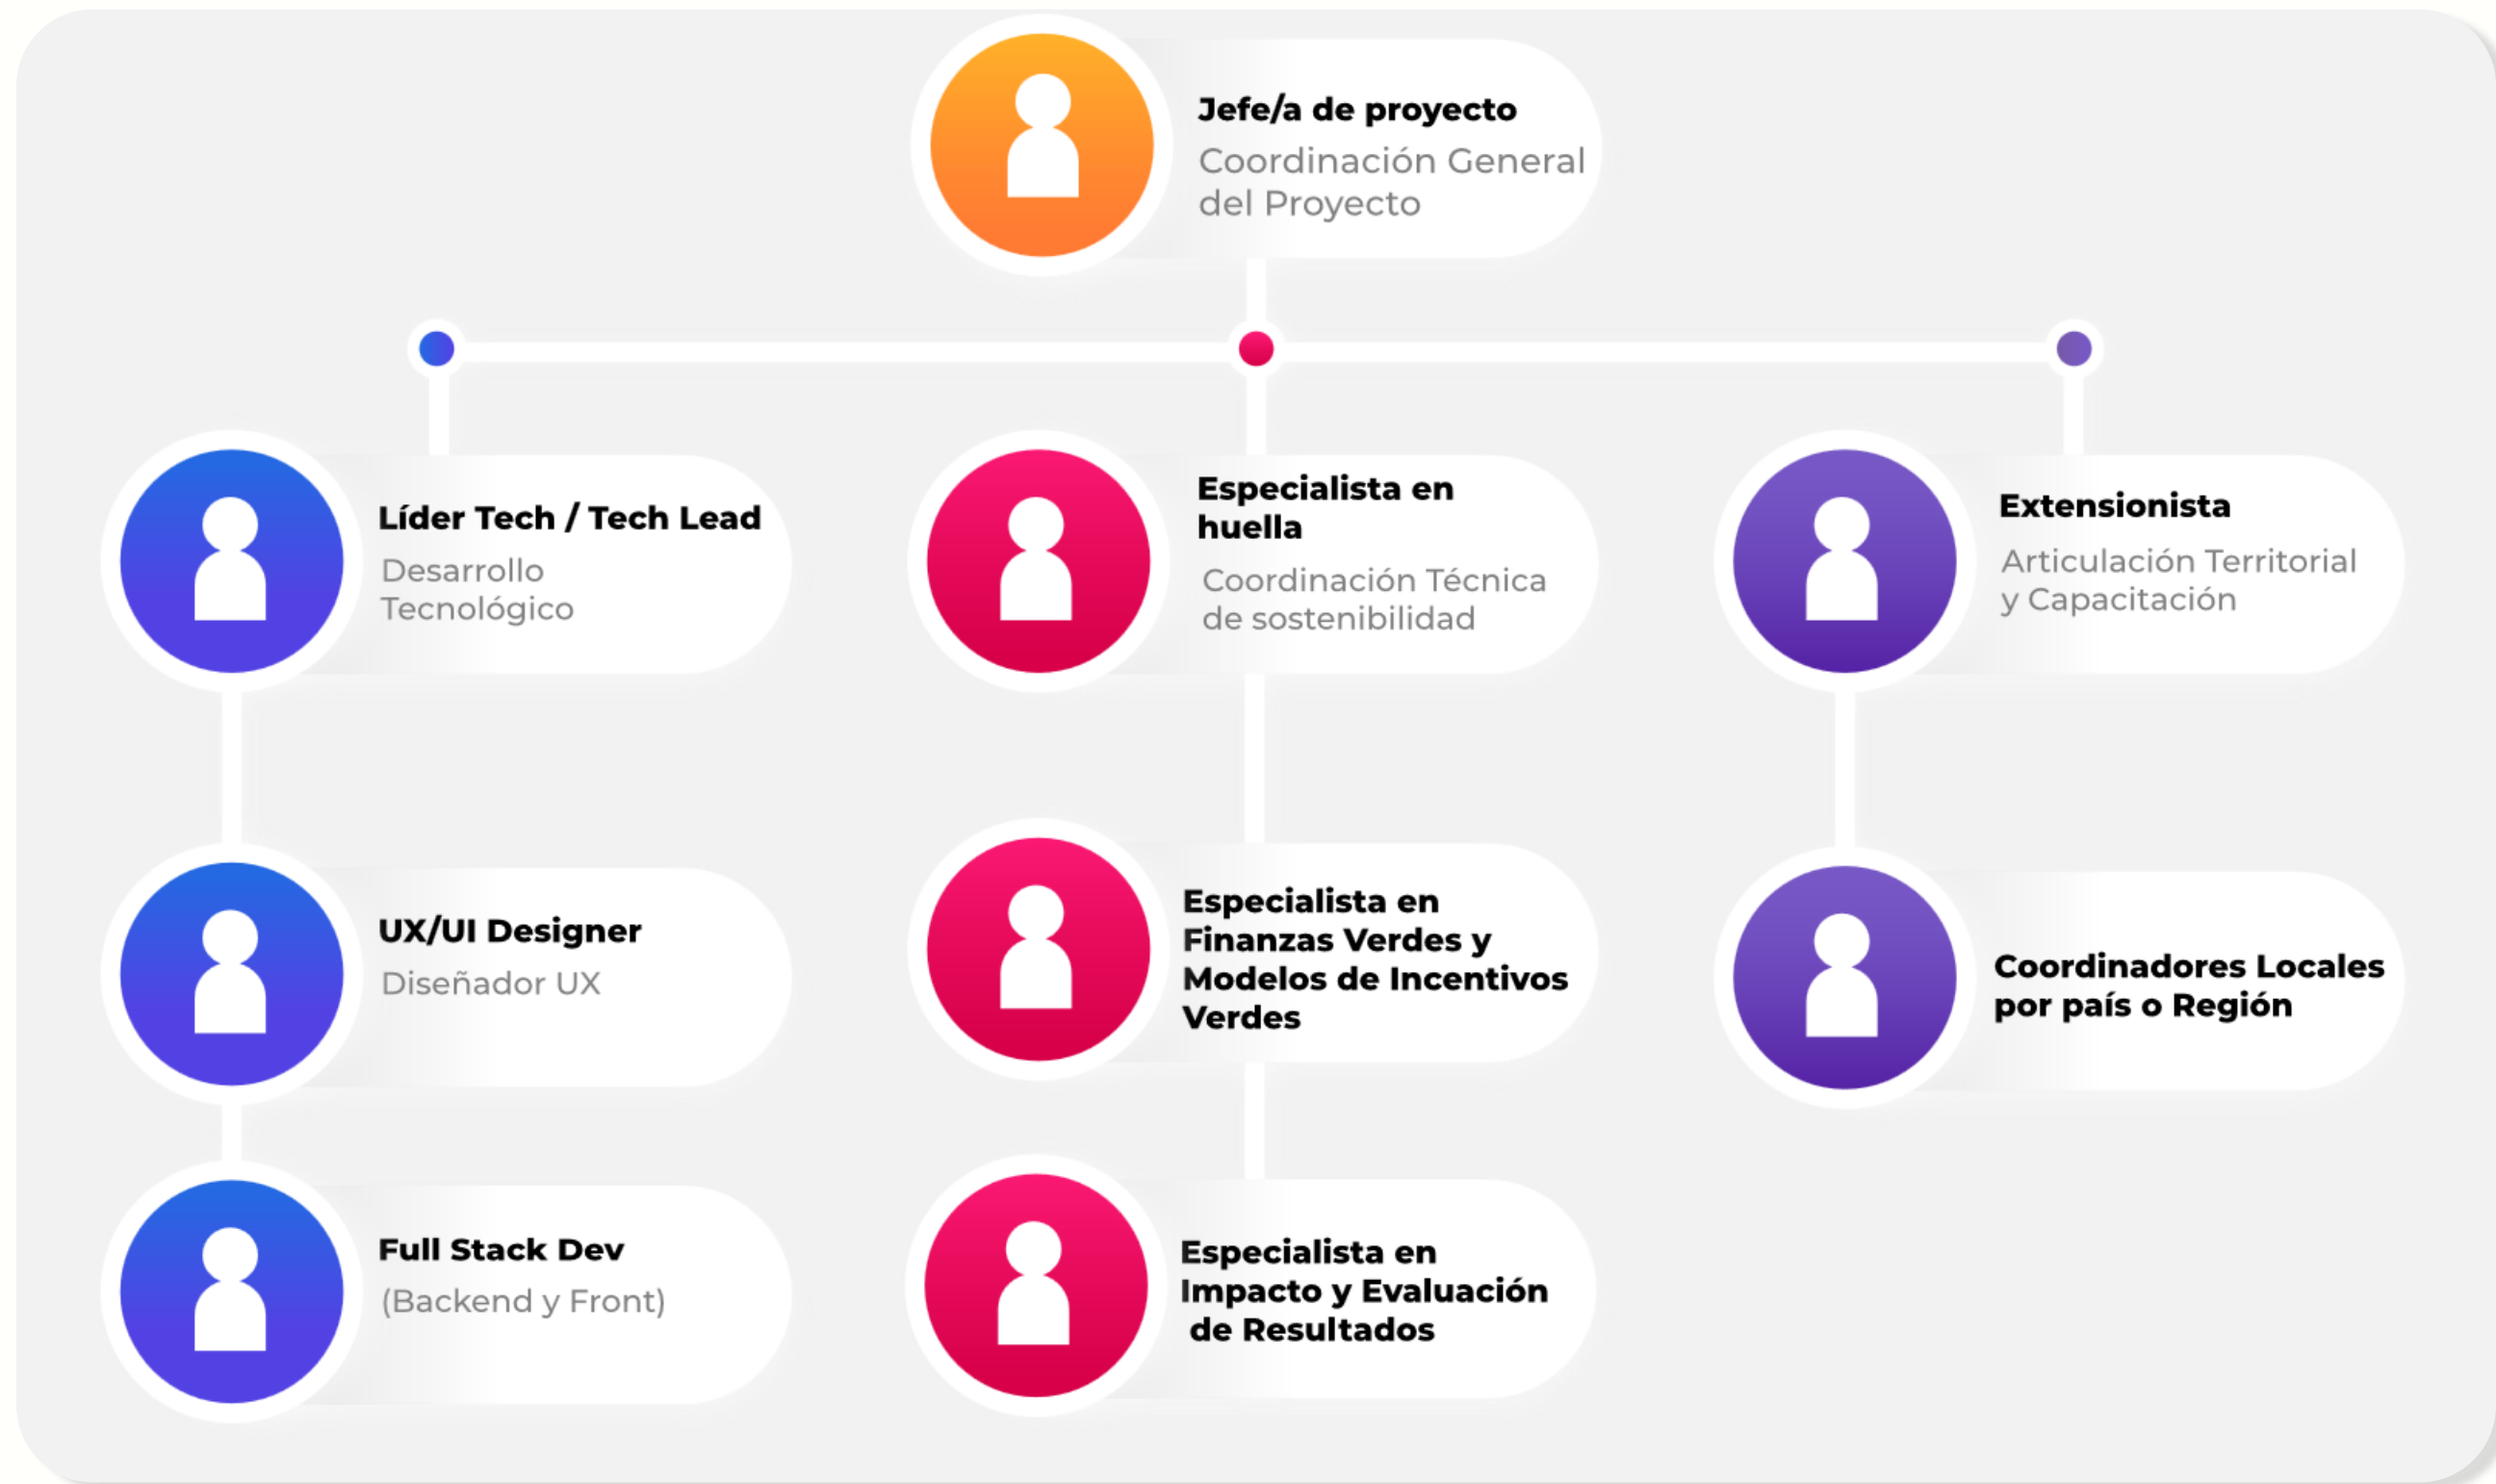 Jefe/a de proyecto
Coordinación General
del Proyecto
Líder Tech / Tech Lead
Desarrollo
Tecnológico
Especialista en
huella
Coordinación Técnica
de sostenibilidad
Extensionista
Articulación Territorial
y Capacitación
UX/UI Designer
Diseñador UX
Especialista en
Finanzas Verdes y
Modelos de Incentivos
Verdes
Coordinadores Locales
por país o Región
Full Stack Dev
(Backend y Front)
Especialista en
Impacto y Evaluación
de Resultados